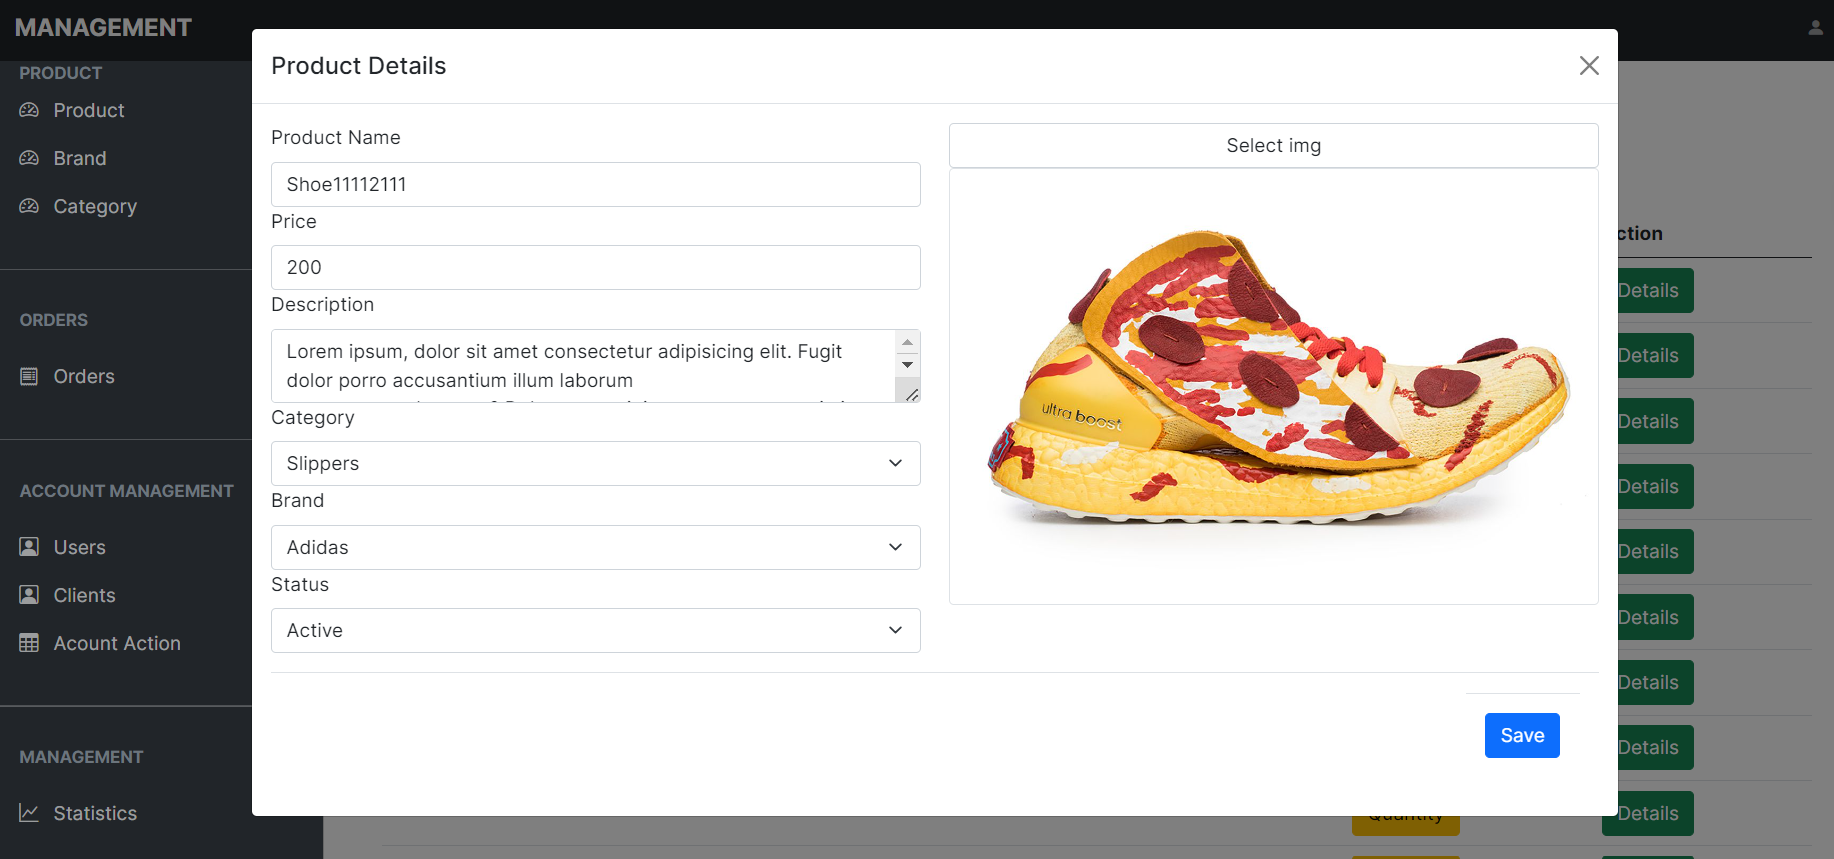 MANAGEMENT
PRODUCT
Product
Brand
Category
ORDERS
Orders
ACCOUNT MANAGEMENT
Users
Clients
Acount Action
MANAGEMENT
Statistics
Product Details
Product Name
Shoe11112111
Price
200
Description
Lorem ipsum, dolor sit amet consectetur adipisicing elit. Fugit
dolor porro accusantium illum laborum
Category
Slippers
Brand
Adidas
Status
Active
Select img
ultra boost
Save
ction
Details
Details
Details
Details
Details
Details
Details
Details
Quantity
Details